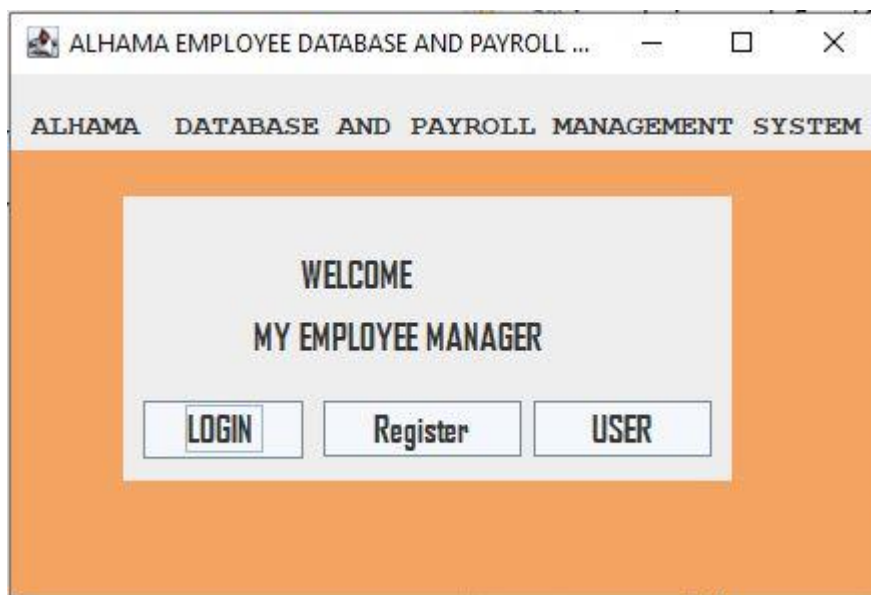 ALHAMA EMPLOYEE DATABASE AND PAYROLL ...
ALHAMA DATABASE AND PAYROLL MANAGEMENT SYSTEM
WELCOME
MY EMPLOYEE MANAGER
LOGIN Register USER